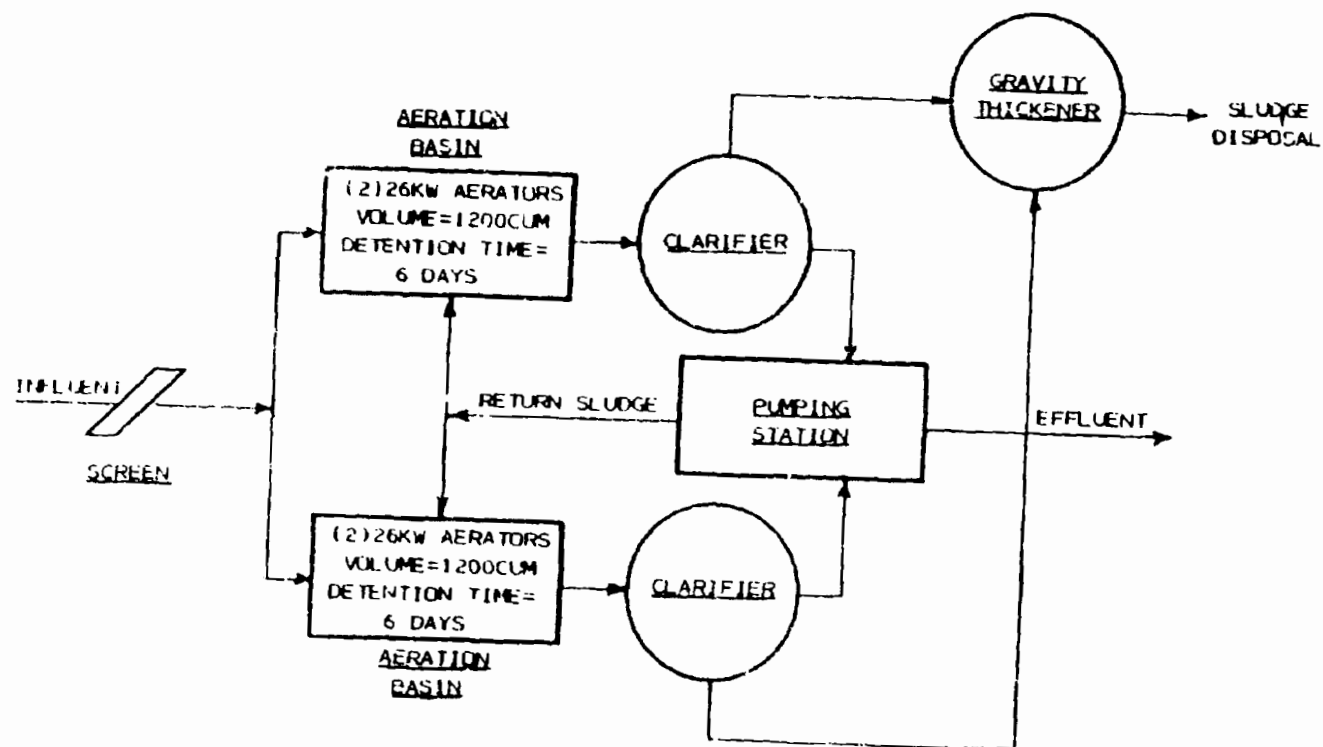 GRAVITY
THICKENER
SLUDGE
DISPOSAL
AERATION
BASIN
(2)26KW AERATORS
VOLUME=1200CUM
DETENTION TIME=
6 DAYS
CLARIFIER
INFLUENT
SCREEN
RETURN SLUDGE
PUMPING
STATION
EFFLUENT
(2)26KW AERATORS
VOLUME=1200CUM
DETENTION TIME=
6 DAYS
CLARIFIER
AERATION
BASIN